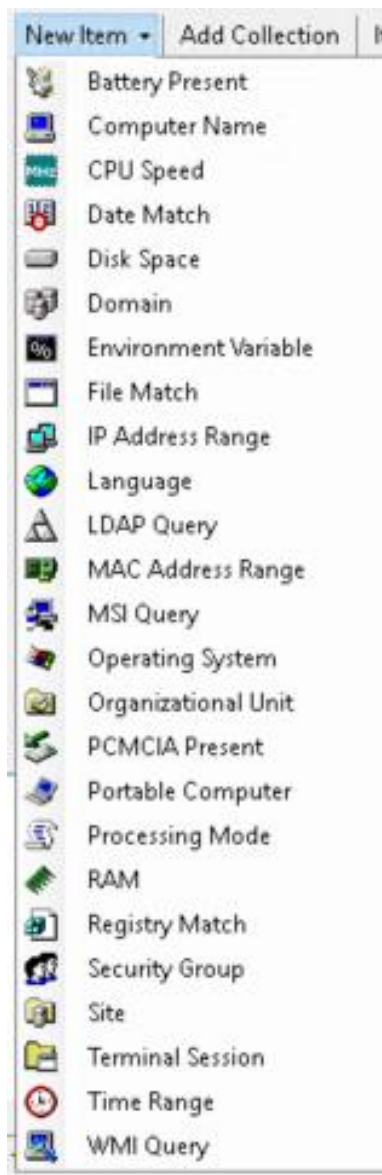 New Item Add Collection
Battery Present
Computer Name
MHz CPU Speed
Date Match
Disk Space
Domain
% Environment Variable
File Match
IP Address Range
Language
LDAP Query
MAC Address Range
MSI Query
Operating System
Organizational Unit
PCMCIA Present
Portable Computer
Processing Mode
RAM
Registry Match
Security Group
Site
Terminal Session
Time Range
WMI Query